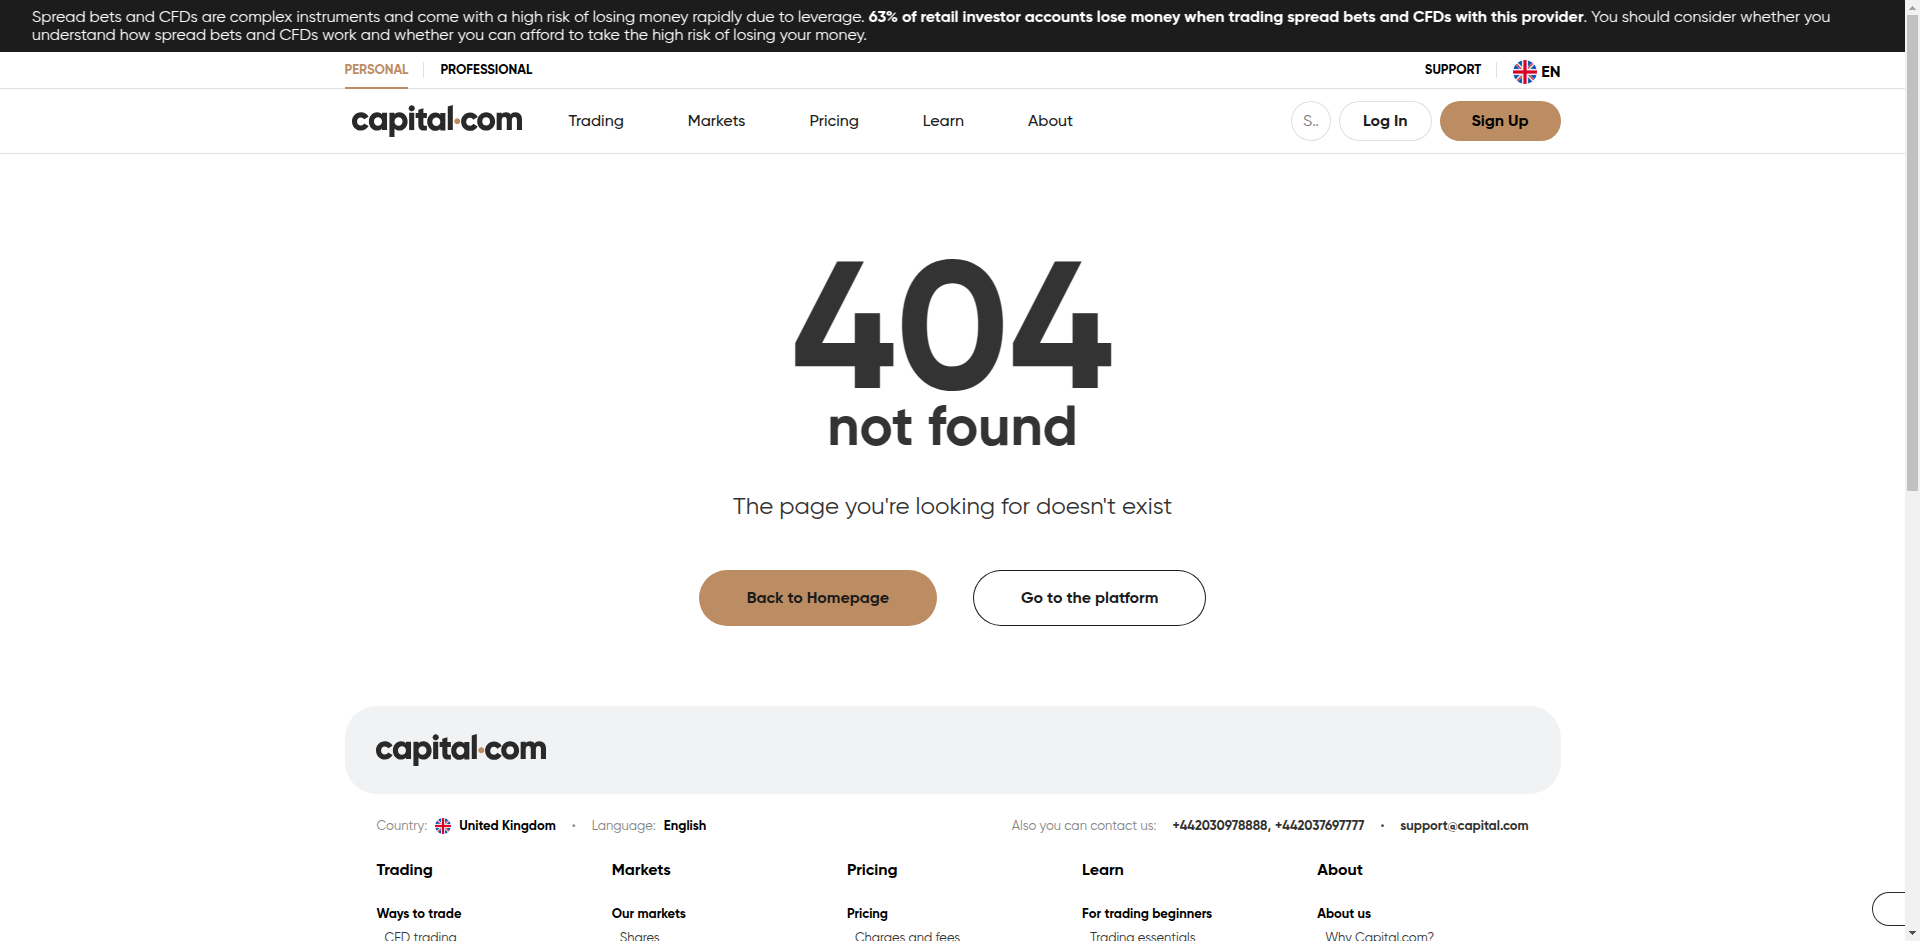 Spread bets and CFDs are complex instruments and come with a high risk of losing money rapidly due to leverage. 63% of retail investor accounts lose money when trading spread bets and CFDs with this provider. You should consider whether you
understand how spread bets and CFDs work and whether you can afford to take the high risk of losing your money.
PERSONAL PROFESSIONAL SUPPORT EN
capital.com Trading Markets Pricing Learn About S.. Log In Sign Up
404
not found
The page you're looking for doesn't exist
Back to Homepage Go to the platform
capital.com
Country: United Kingdom • Language: English Also you can contact us: +442030978888, +442037697777 • support@capital.com
Trading Markets Pricing Learn About
Ways to trade Our markets Pricing For trading beginners About us
CFD trading Shares Charges and fees Trading essentials Why Capital.com?